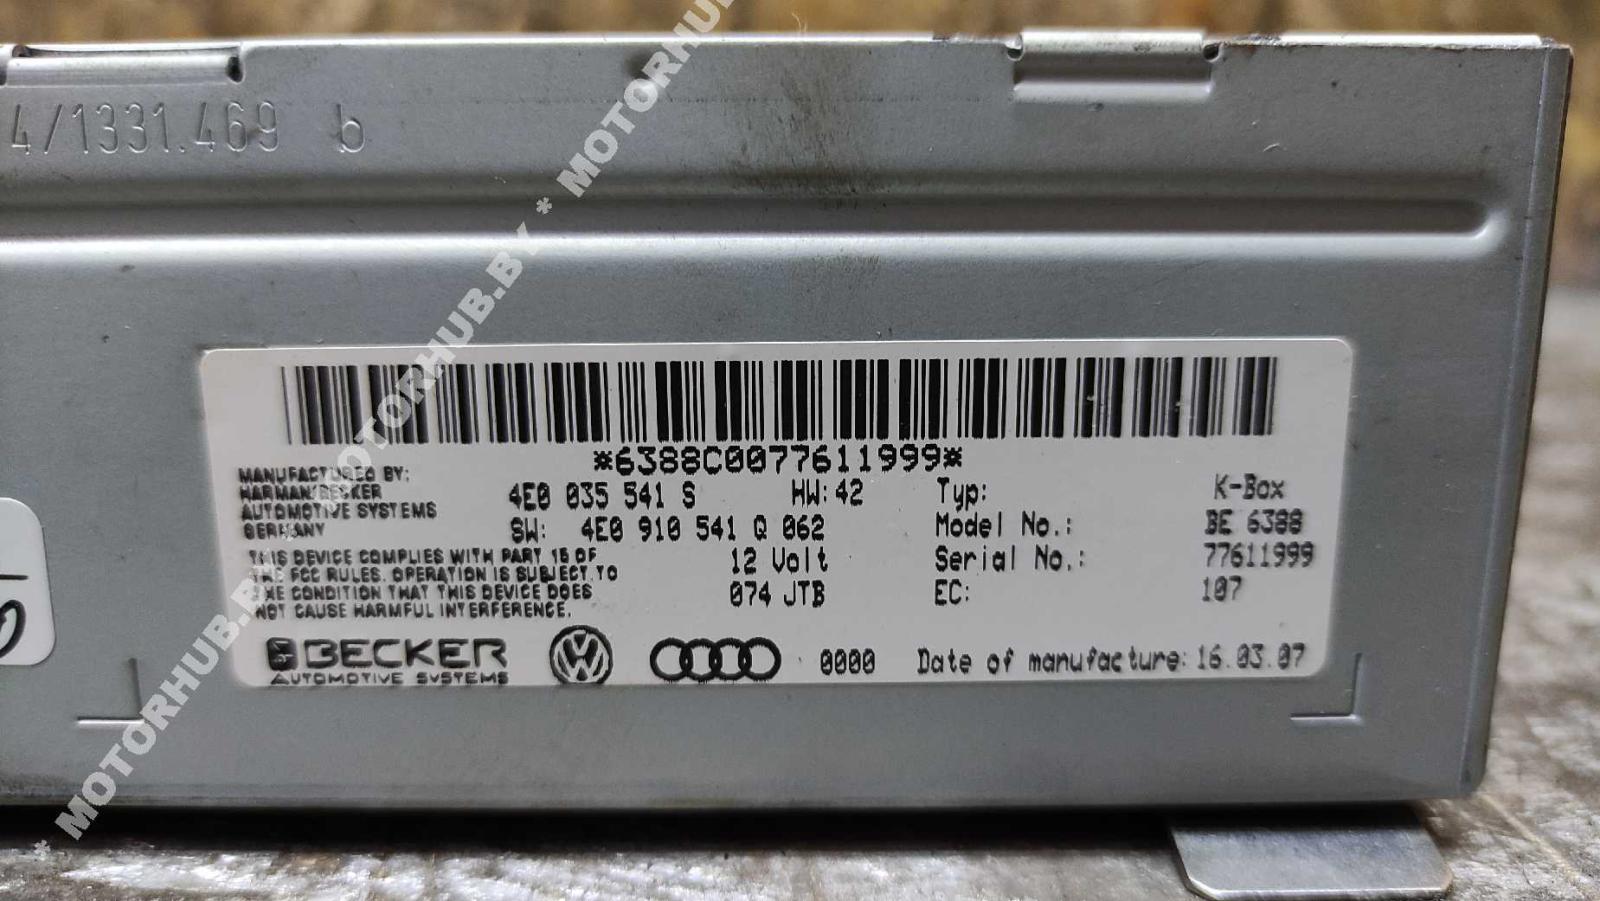 4/1331.469 b
*6388C0077611999*
MANUFACTURED BY:
HARMAN/BECKER
AUTOMOTIVE SYSTEMS
GERMANY
4E0 035 541 S HW: 42
SW: 4E0 910 541 Q 062
12 Volt
074 JTB
Typ: K-Box
Model No.: BE 6388
Serial No.: 77611999
EC: 107
THIS DEVICE COMPLIES WITH PART 15 OF
THE FCC RULES. OPERATION IS SUBJECT TO
THE CONDITION THAT THIS DEVICE DOES
NOT CAUSE HARMFUL INTERFERENCE.
BECKER
AUTOMOTIVE SYSTEMS
0000 Date of manufacture: 16.03.07
* MOTORHUB.BY * MOTORHUB.BY * MOTORHUB